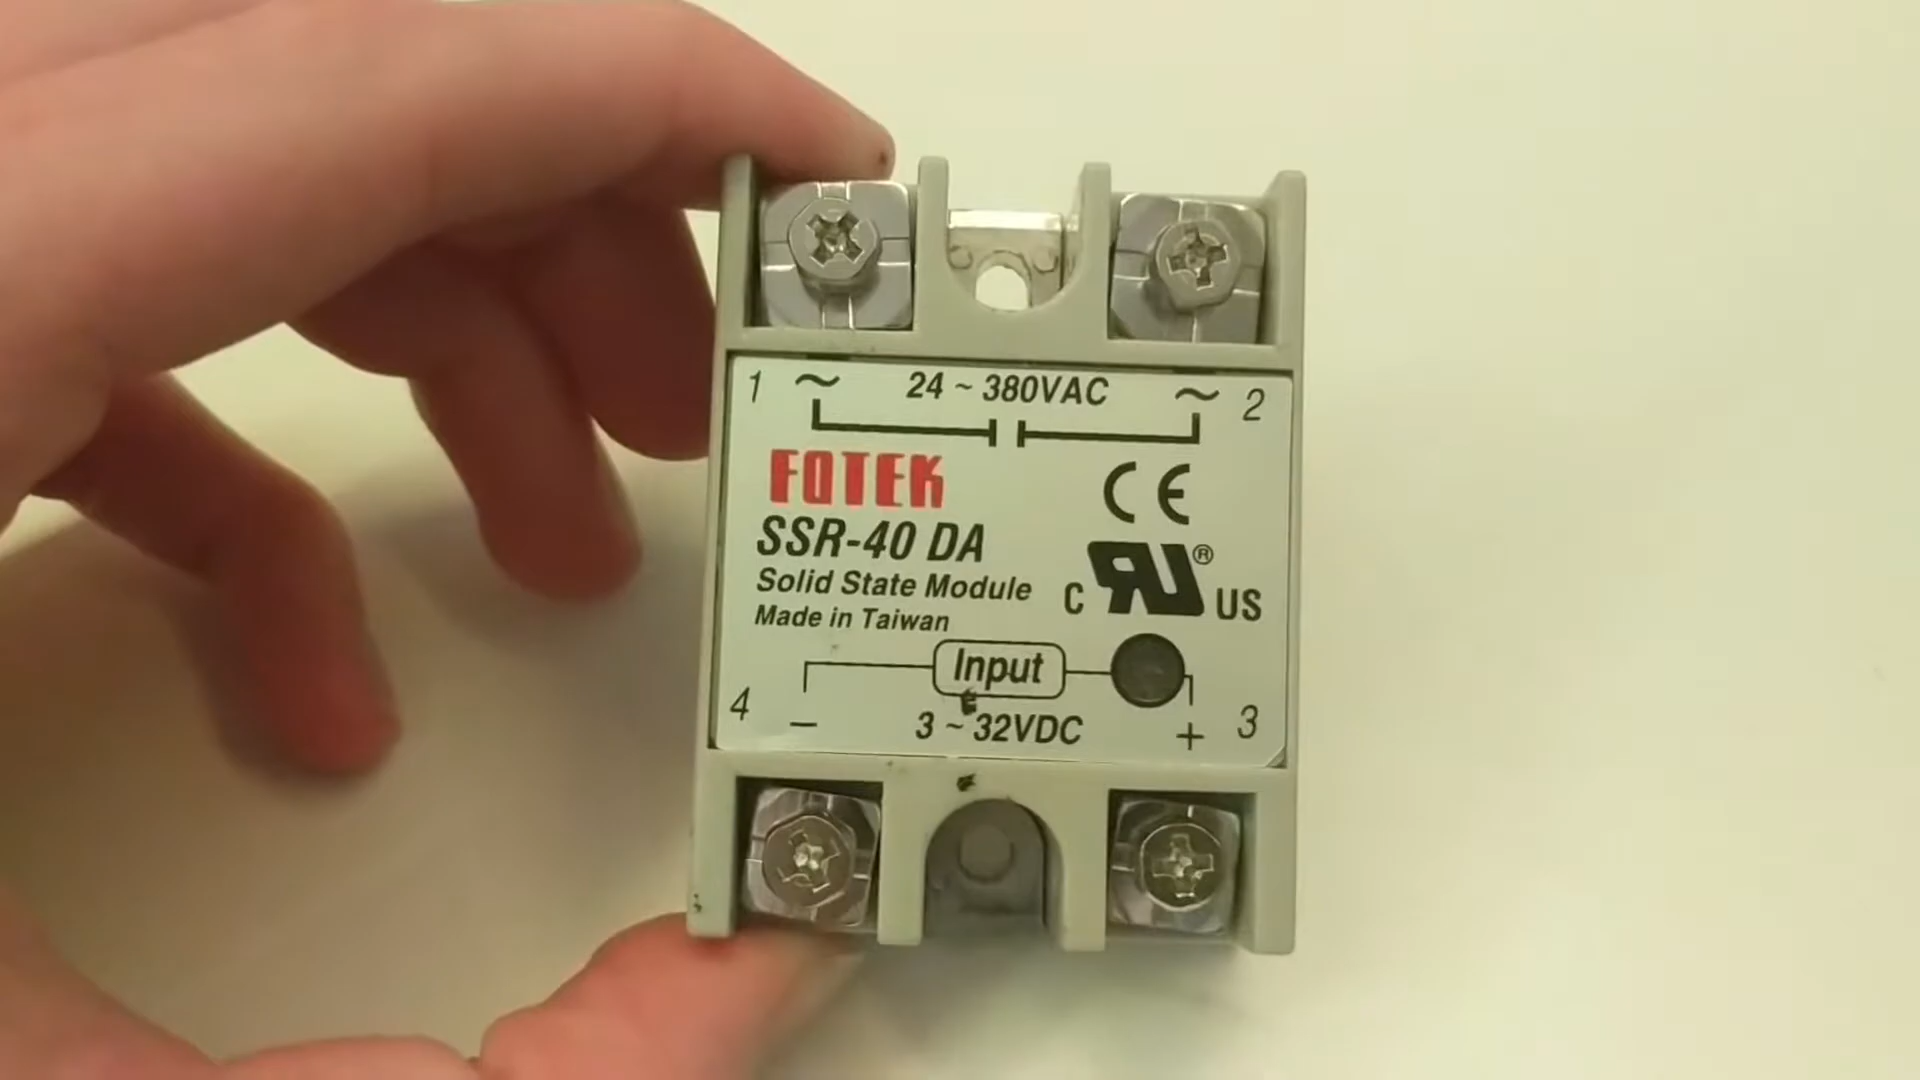 1 ~ 24 ~ 380VAC ~ 2
FOTEK
CE
SSR-40 DA
Solid State Module
Made in Taiwan
C RU® US
Input
4 − 3 ~ 32VDC + 3